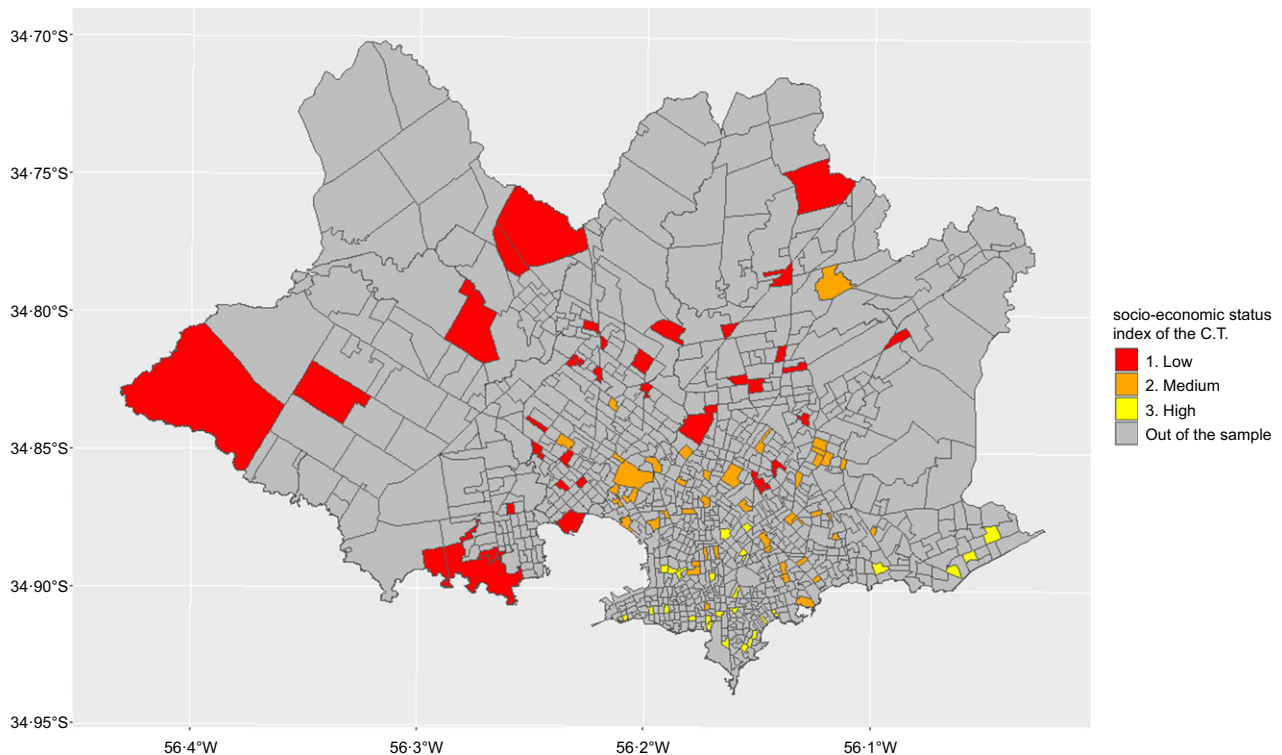 34·70°S
34·75°S
34·80°S
34·85°S
34·90°S
34·95°S
56·4°W
56·3°W
56·2°W
56·1°W
socio-economic status
index of the C.T.
1. Low
2. Medium
3. High
Out of the sample